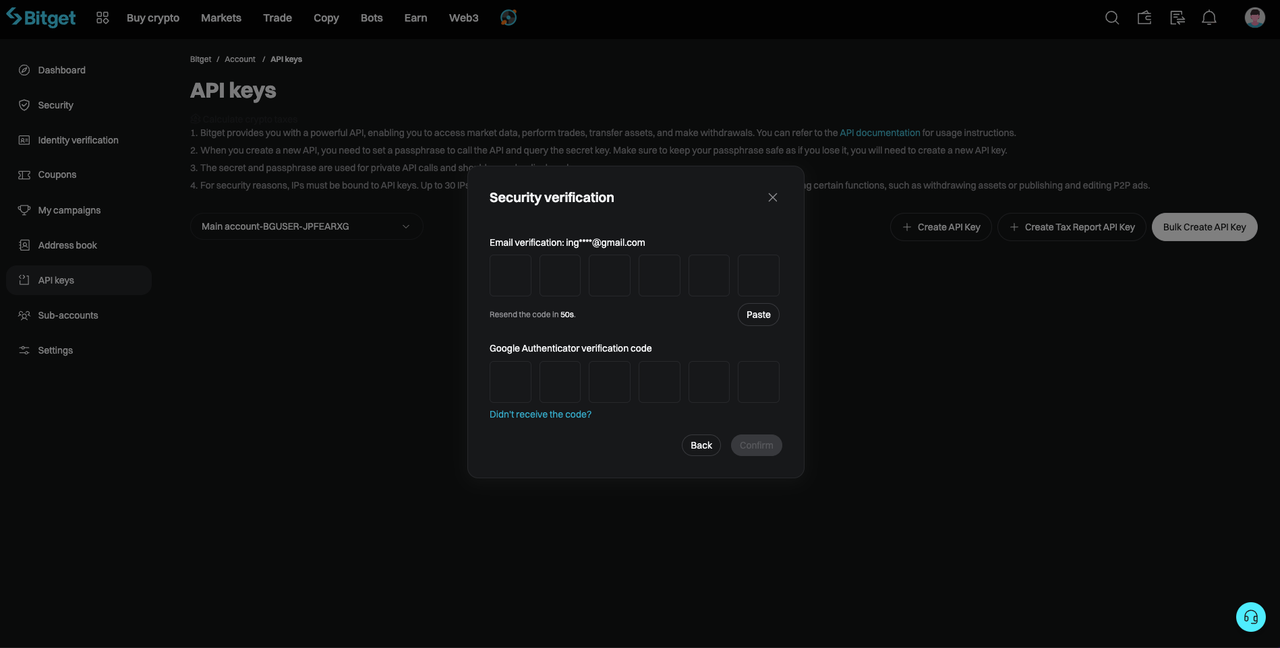 Bitget
Buy crypto
Markets
Trade
Copy
Bots
Earn
Web3
Dashboard
Security
Identity verification
Coupons
My campaigns
Address book
API keys
Sub-accounts
Settings
Bitget / Account / API keys
API keys
1. Bitget provides you with a powerful API, enabling you to access market data, perform trades, transfer assets, and make withdrawals. You can refer to the API documentation for usage instructions.
2. When you create a new API, you need to set a passphrase to call the API and query the secret key. Make sure to keep your passphrase safe as if you lose it, you will need to create a new API key.
3. The secret and passphrase are used for private API calls and
4. For security reasons, IPs must be bound to API keys. Up to 30 IPs certain functions, such as withdrawing assets or publishing and editing P2P ads.
Main account-BGUSER-JPFEARXG
+ Create API Key
+ Create Tax Report API Key
Bulk Create API Key
Security verification
Email verification: ing****@gmail.com
Resend the code in 50s.
Paste
Google Authenticator verification code
Didn't receive the code?
Back
Confirm